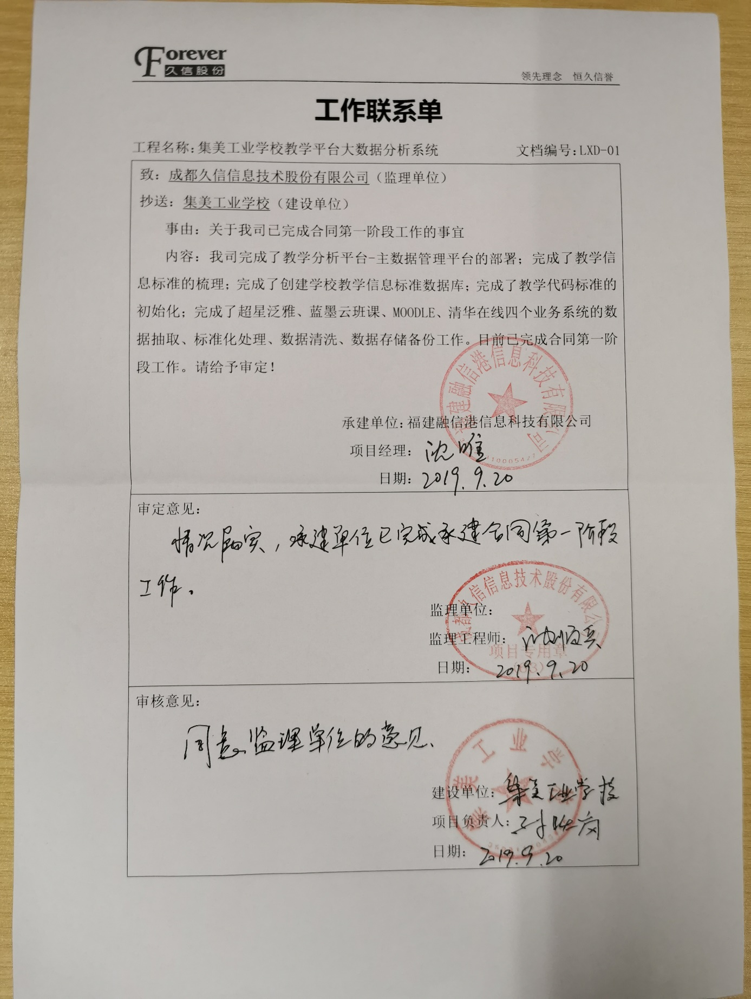 Forever
久信股份
领先理念 恒久信誉
工作联系单
工程名称:集美工业学校教学平台大数据分析系统 文档编号:LXD-01
致：成都久信信息技术股份有限公司（监理单位）
抄送：集美工业学校（建设单位）
事由：关于我司已完成合同第一阶段工作的事宜
内容：我司完成了教学分析平台-主数据管理平台的部署；完成了教学信
息标准的梳理；完成了创建学校教学信息标准数据库；完成了教学代码标准的
初始化；完成了超星泛雅、蓝墨云班课、MOODLE、清华在线四个业务系统的数
据抽取、标准化处理、数据清洗、数据存储备份工作。目前已完成合同第一阶
段工作。请给予审定！
福建融信港信息科技有限公司
承建单位:福建融信港信息科技有限公司
项目经理：沈唯
日期：2019.9.20
审定意见：
情况属实，承建单位已完成承建合同第一阶段
工作。
成都久信信息技术股份有限公司
监理单位：
监理工程师：
项目专用章
日期：2019.9.20
审核意见：
同意监理单位的意见、
集美工业学校
建设单位：集美工业学校
项目负责人：
日期：2019.9.20